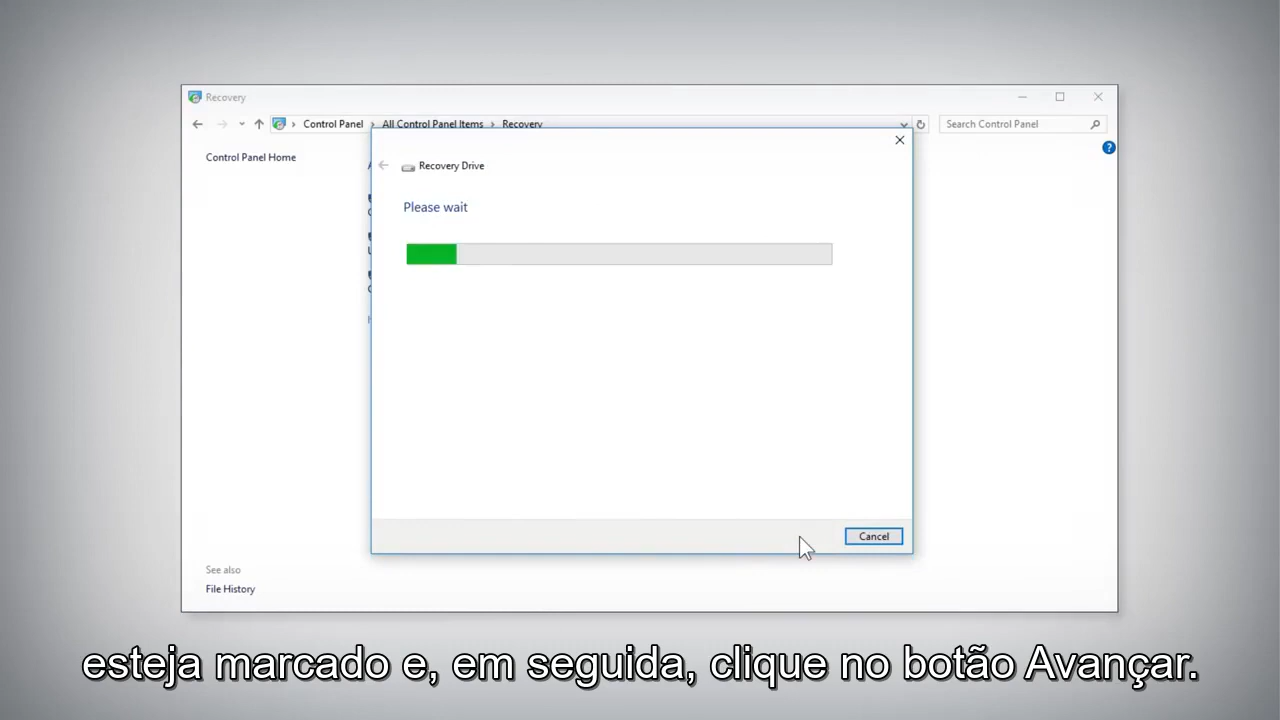 Recovery
Control Panel > All Control Panel Items > Recovery
Search Control Panel
Control Panel Home
Recovery Drive
Please wait
Cancel
See also
File History
esteja marcado e, em seguida, clique no botão Avançar.